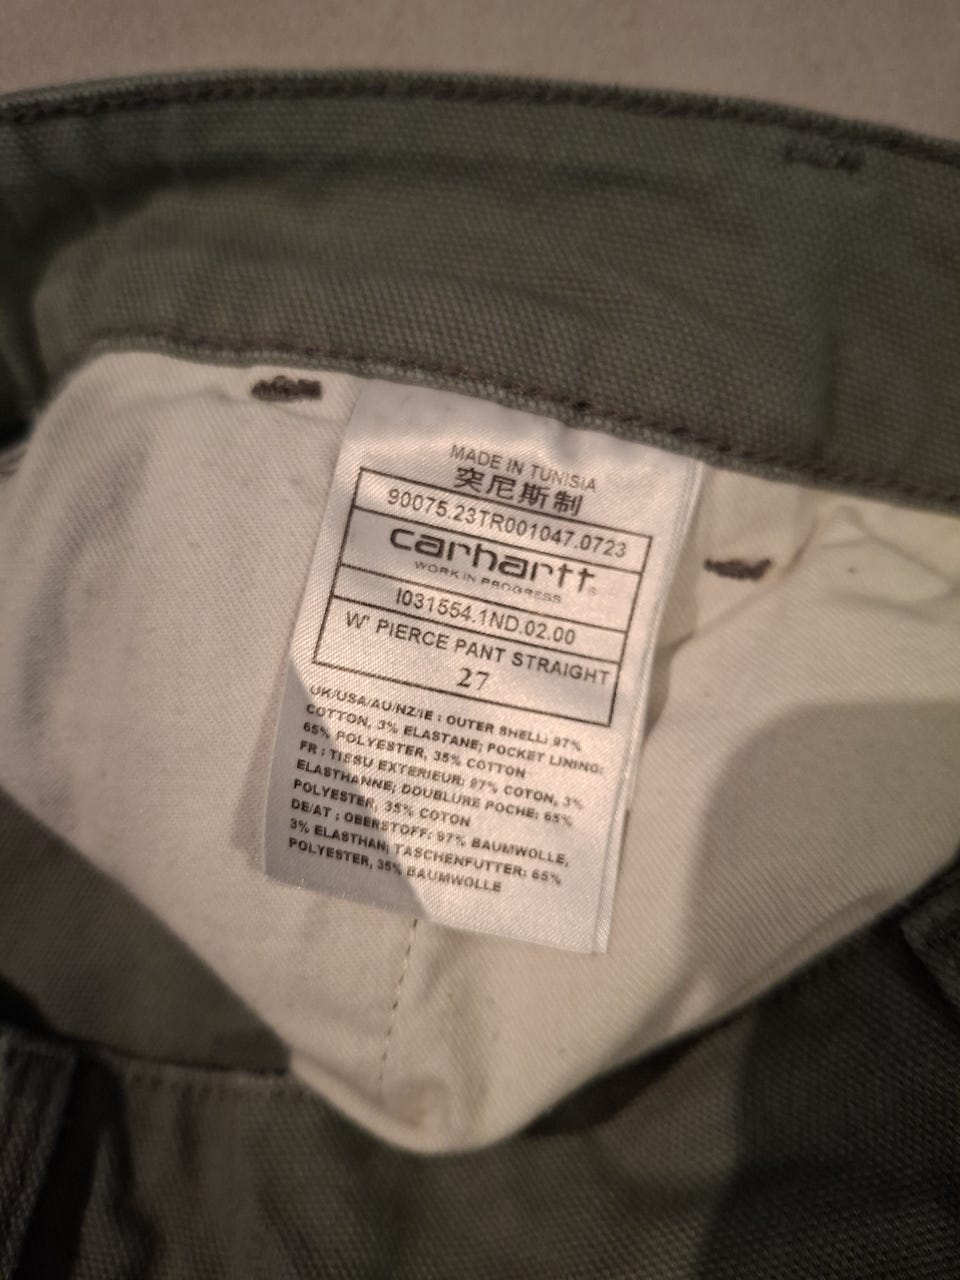 MADE IN TUNISIA
突尼斯制
90075.23TR001047.0723
carhartt
WORK IN PROGRESS
I031554.1ND.02.00
W' PIERCE PANT STRAIGHT
27
UK/USA/AU/NZ/IE : OUTER SHELL: 97%
COTTON, 3% ELASTANE; POCKET LINING:
65% POLYESTER, 35% COTTON
FR : TISSU EXTERIEUR: 97% COTON, 3%
ELASTHANNE; DOUBLURE POCHE: 65%
POLYESTER, 35% COTON
DE/AT : OBERSTOFF: 97% BAUMWOLLE,
3% ELASTHAN; TASCHENFUTTER: 65%
POLYESTER, 35% BAUMWOLLE